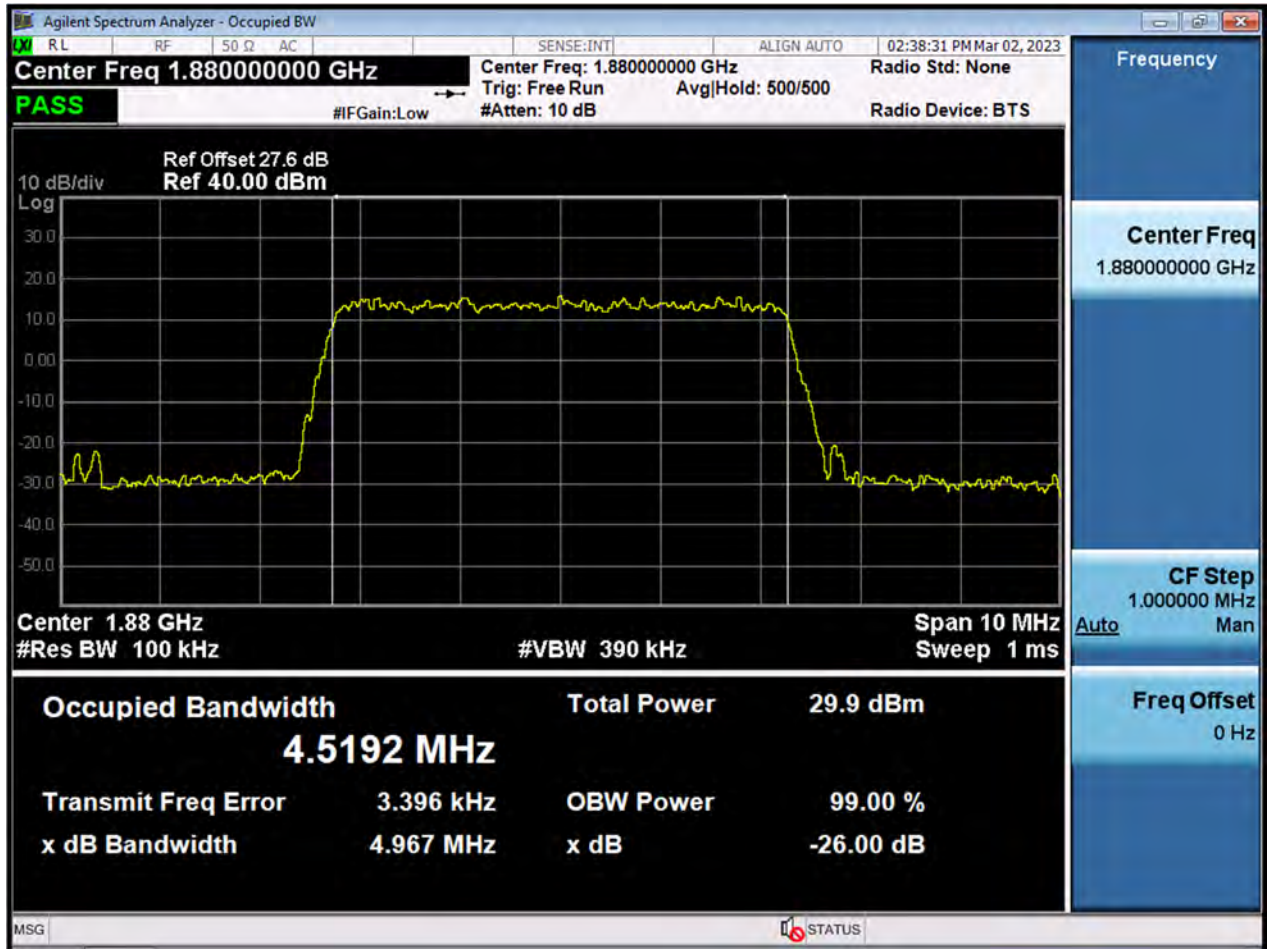 Agilent Spectrum Analyzer - Occupied BW
LXI RL RF 50 Ω AC SENSE:INT ALIGN AUTO 02:38:31 PM Mar 02, 2023
Center Freq 1.880000000 GHz
Center Freq: 1.880000000 GHz
Radio Std: None
Trig: Free Run Avg|Hold: 500/500
PASS
#IFGain:Low
#Atten: 10 dB
Radio Device: BTS
Ref Offset 27.6 dB
10 dB/div Ref 40.00 dBm
Log
30.0
20.0
10.0
0.00
-10.0
-20.0
-30.0
-40.0
-50.0
Center 1.88 GHz Span 10 MHz
#Res BW 100 kHz #VBW 390 kHz Sweep 1 ms
Occupied Bandwidth Total Power 29.9 dBm
4.5192 MHz
Transmit Freq Error 3.396 kHz OBW Power 99.00 %
x dB Bandwidth 4.967 MHz x dB -26.00 dB
MSG STATUS
Frequency
Center Freq
1.880000000 GHz
CF Step
1.000000 MHz
Auto Man
Freq Offset
0 Hz